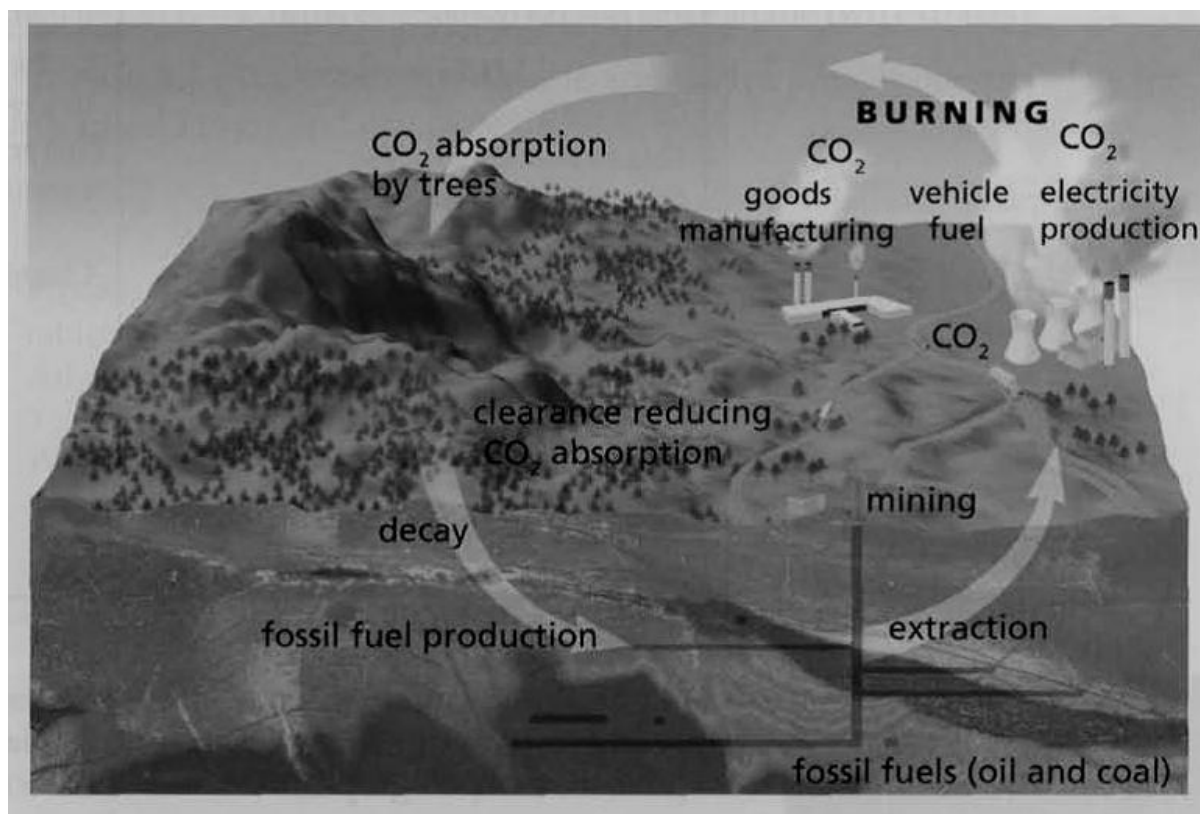 BURNING
CO₂ absorption
by trees
CO₂
CO₂
goods
manufacturing
vehicle
fuel
electricity
production
CO₂
clearance reducing
CO₂ absorption
mining
decay
fossil fuel production
extraction
fossil fuels (oil and coal)